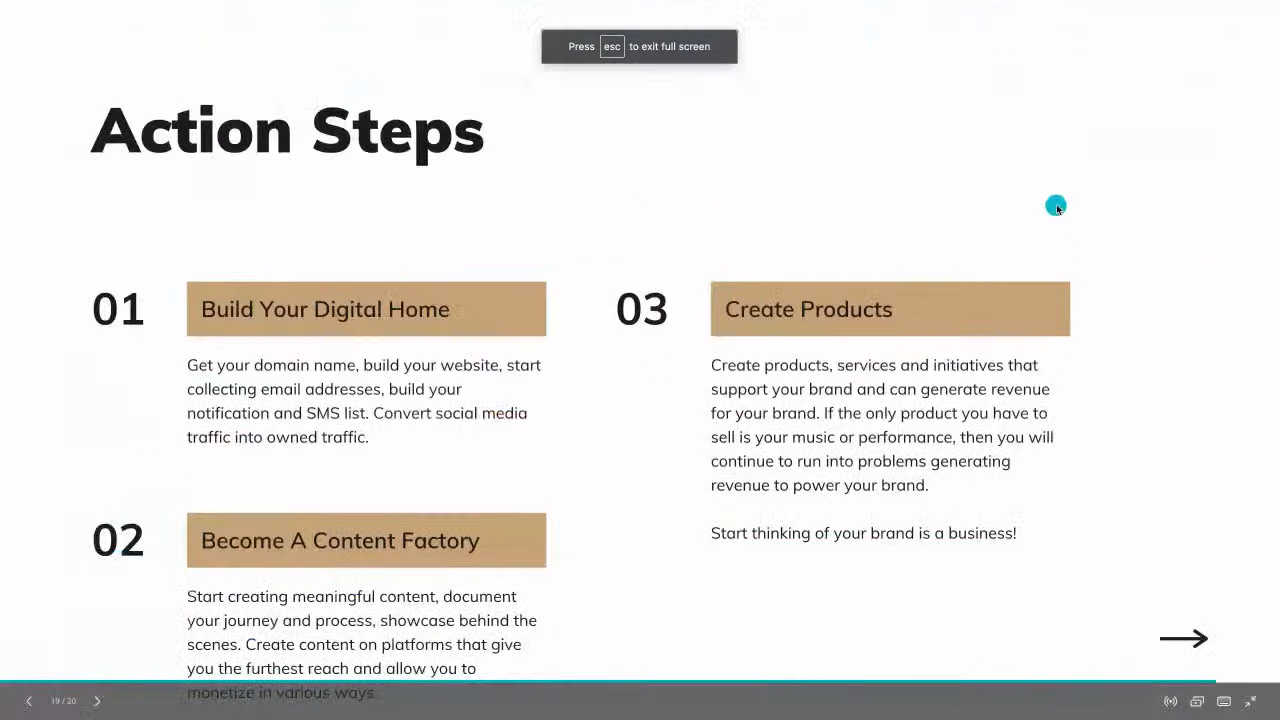 Press esc to exit full screen
Action Steps
01
Build Your Digital Home
Get your domain name, build your website, start
collecting email addresses, build your
notification and SMS list. Convert social media
traffic into owned traffic.
02
Become A Content Factory
Start creating meaningful content, document
your journey and process, showcase behind the
scenes. Create content on platforms that give
you the furthest reach and allow you to
monetize in various ways
03
Create Products
Create products, services and initiatives that
support your brand and can generate revenue
for your brand. If the only product you have to
sell is your music or performance, then you will
continue to run into problems generating
revenue to power your brand.
Start thinking of your brand is a business!
19 / 20